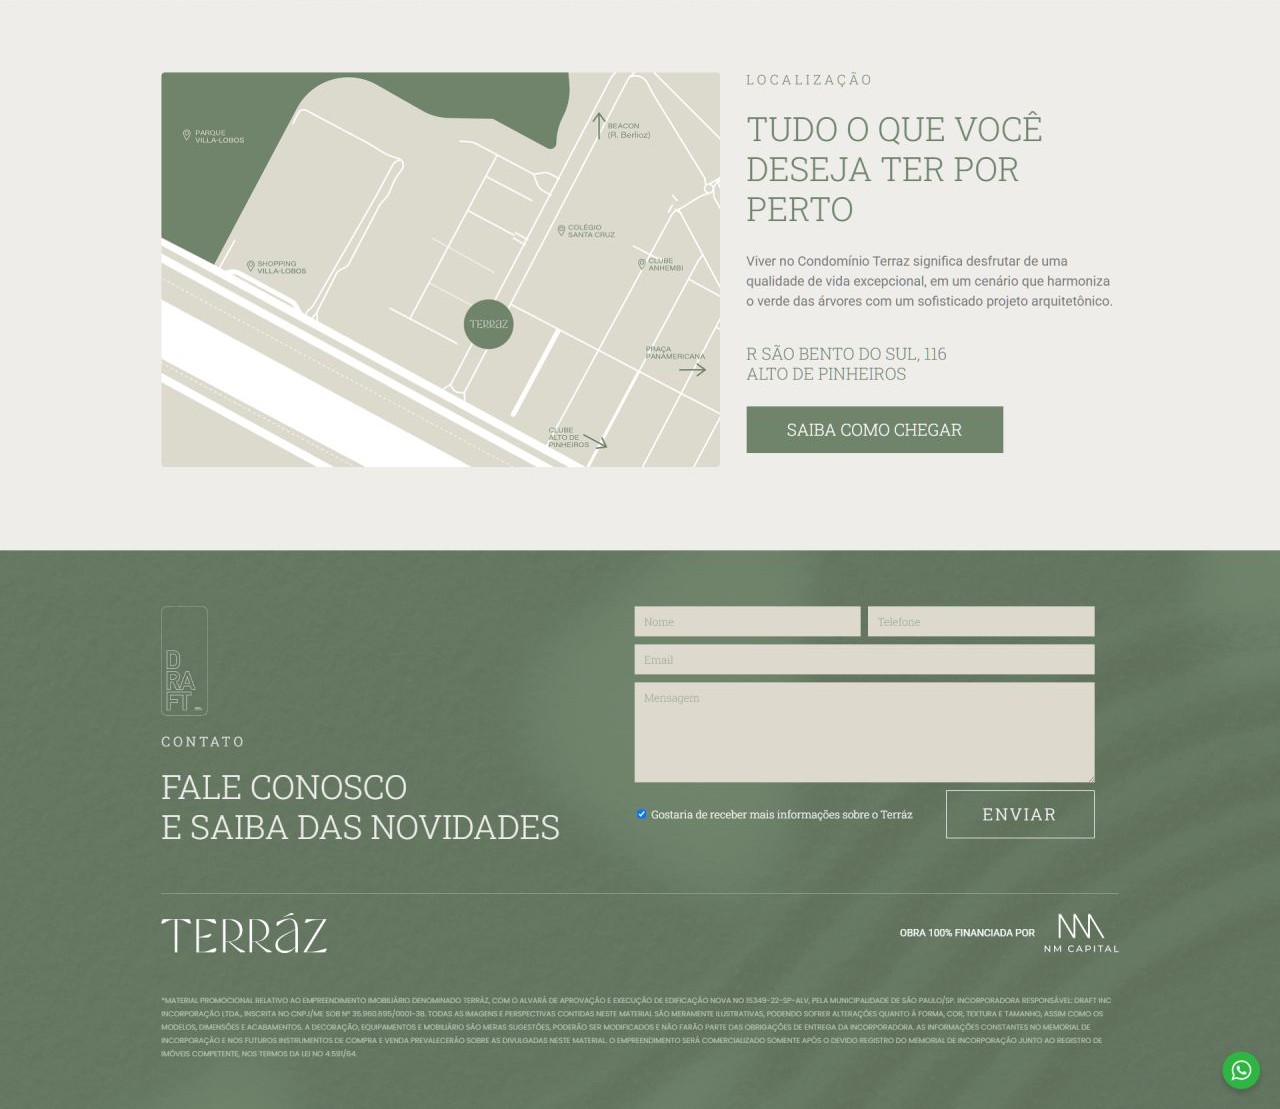 PARQUE
VILLA-LOBOS
BEACON
(R. Berlioz)
COLÉGIO
SANTA CRUZ
SHOPPING
VILLA-LOBOS
CLUBE
ANHEMBI
TERRÁZ
PRAÇA
PANAMERICANA
CLUBE
ALTO DE
PINHEIROS
LOCALIZAÇÃO
TUDO O QUE VOCÊ
DESEJA TER POR
PERTO
Viver no Condomínio Terraz significa desfrutar de uma
qualidade de vida excepcional, em um cenário que harmoniza
o verde das árvores com um sofisticado projeto arquitetônico.
R SÃO BENTO DO SUL, 116
ALTO DE PINHEIROS
SAIBA COMO CHEGAR
D
RA
FT
CONTATO
FALE CONOSCO
E SAIBA DAS NOVIDADES
Nome
Telefone
Email
Mensagem
Gostaria de receber mais informações sobre o Terráz
ENVIAR
TERRÁZ
OBRA 100% FINANCIADA POR
NM CAPITAL
*MATERIAL PROMOCIONAL RELATIVO AO EMPREENDIMENTO IMOBILIÁRIO DENOMINADO TERRÁZ, COM O ALVARÁ DE APROVAÇÃO E EXECUÇÃO DE EDIFICAÇÃO NOVA NO 15349-22-SP-ALV, PELA MUNICIPALIDADE DE SÃO PAULO/SP. INCORPORADORA RESPONSÁVEL: DRAFT INC
INCORPORAÇÃO LTDA., INSCRITA NO CNPJ/ME SOB Nº 35.960.695/0001-38. TODAS AS IMAGENS E PERSPECTIVAS CONTIDAS NESTE MATERIAL SÃO MERAMENTE ILUSTRATIVAS, PODENDO SOFRER ALTERAÇÕES QUANTO À FORMA, COR, TEXTURA E TAMANHO, ASSIM COMO OS
MODELOS, DIMENSÕES E ACABAMENTOS. A DECORAÇÃO, EQUIPAMENTOS E MOBILIÁRIO SÃO MERAS SUGESTÕES, PODERÃO SER MODIFICADOS E NÃO FARÃO PARTE DAS OBRIGAÇÕES DE ENTREGA DA INCORPORADORA. AS INFORMAÇÕES CONSTANTES NO MEMORIAL DE
INCORPORAÇÃO E NOS FUTUROS INSTRUMENTOS DE COMPRA E VENDA PREVALECERÃO SOBRE AS DIVULGADAS NESTE MATERIAL. O EMPREENDIMENTO SERÁ COMERCIALIZADO SOMENTE APÓS O DEVIDO REGISTRO DO MEMORIAL DE INCORPORAÇÃO JUNTO AO REGISTRO DE
IMÓVEIS COMPETENTE, NOS TERMOS DA LEI NO 4.591/64.